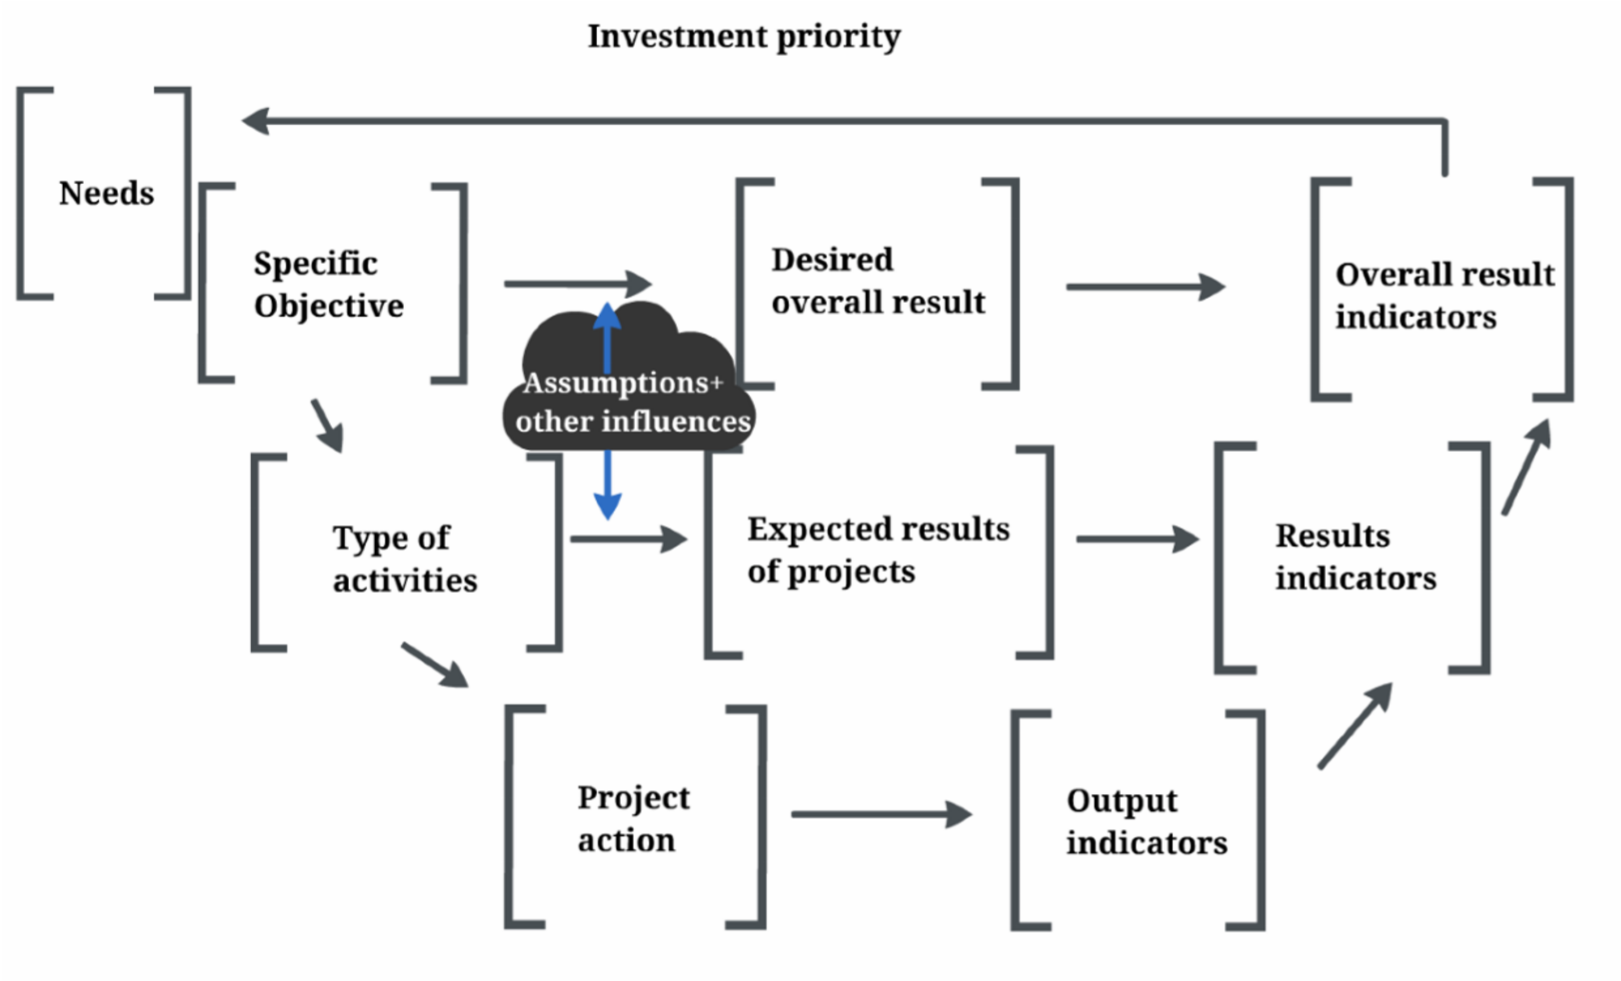 Investment priority
Needs
Specific
Objective
Desired
overall result
Overall result
indicators
Assumptions+
other influences
Type of
activities
Expected results
of projects
Results
indicators
Project
action
Output
indicators